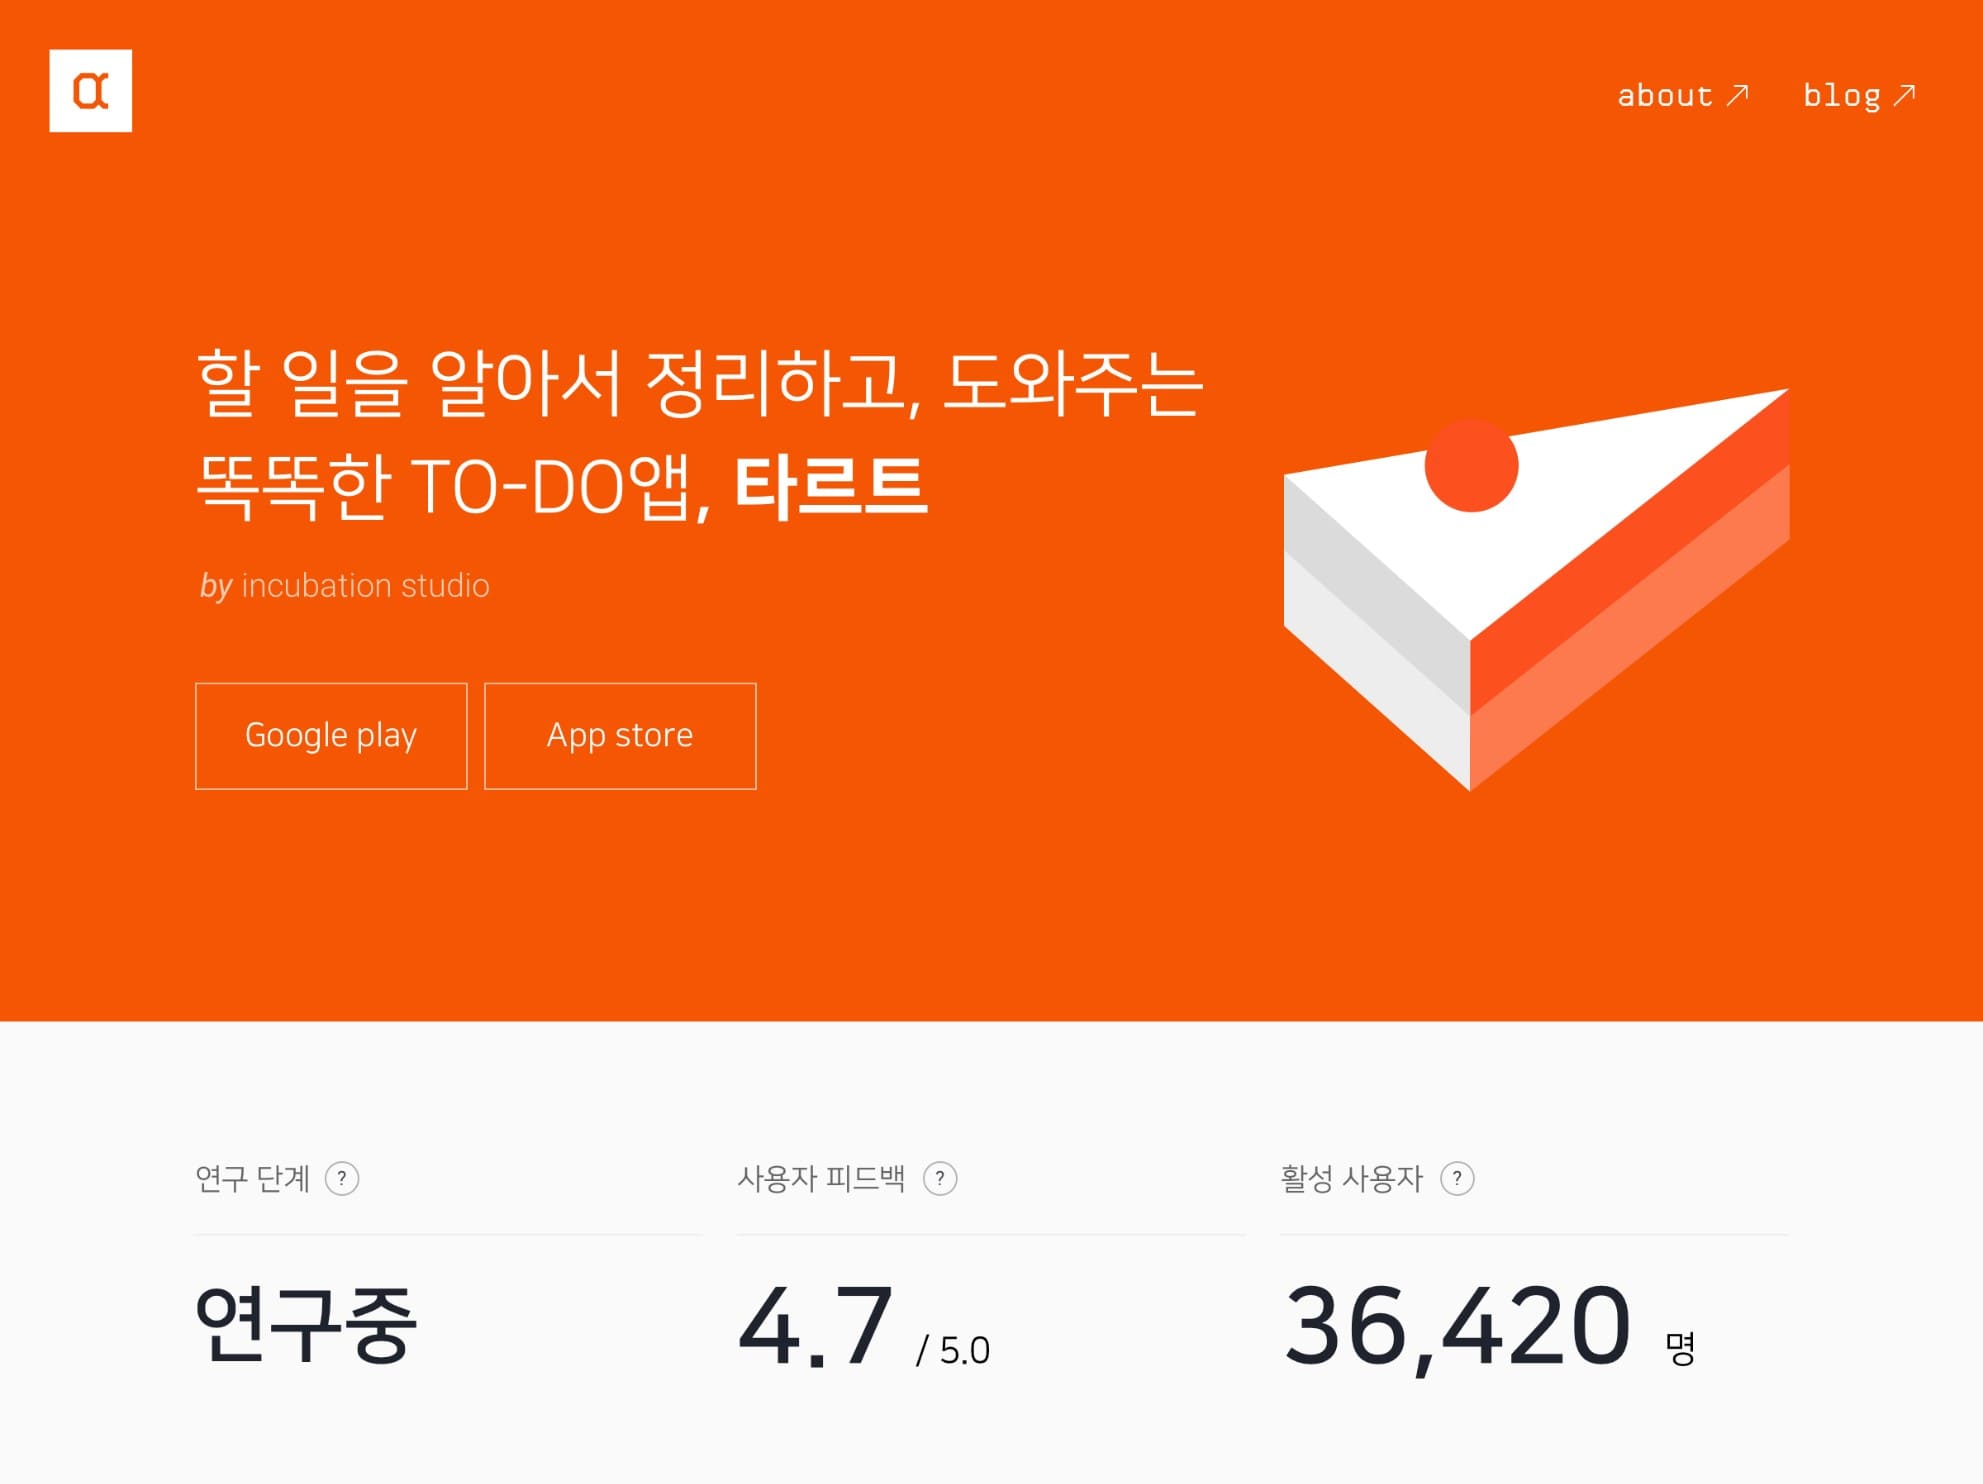 α
about ↗ blog ↗
할 일을 알아서 정리하고, 도와주는
똑똑한 TO-DO앱, 타르트
by incubation studio
Google play App store
연구 단계 ? 사용자 피드백 ? 활성 사용자 ?
연구중 4.7 / 5.0 36,420 명